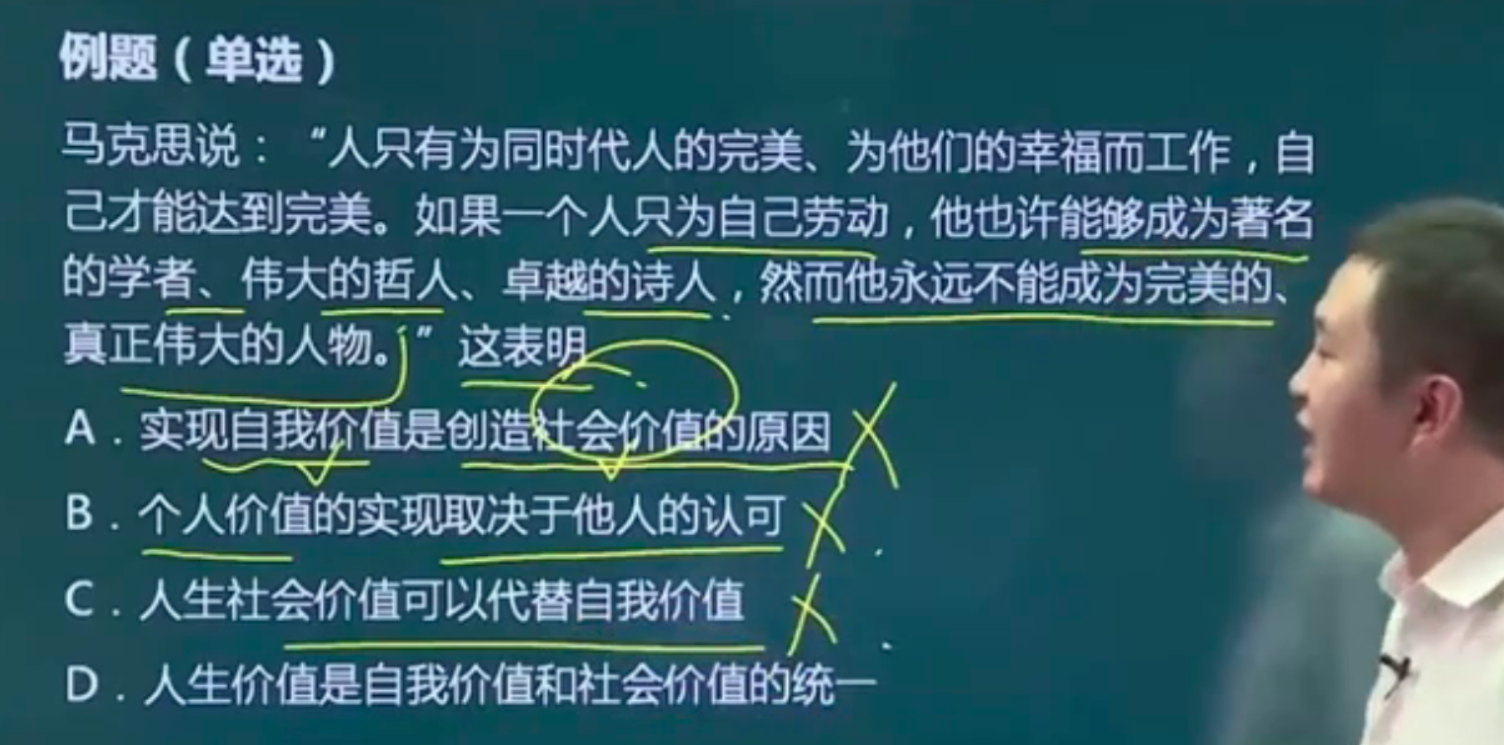 例题（单选）
马克思说：“人只有为同时代人的完美、为他们的幸福而工作，自
己才能达到完美。如果一个人只为自己劳动，他也许能够成为著名
的学者、伟大的哲人、卓越的诗人，然而他永远不能成为完美的、
真正伟大的人物。”这表明
A．实现自我价值是创造社会价值的原因
B．个人价值的实现取决于他人的认可
C．人生社会价值可以代替自我价值
D．人生价值是自我价值和社会价值的统一